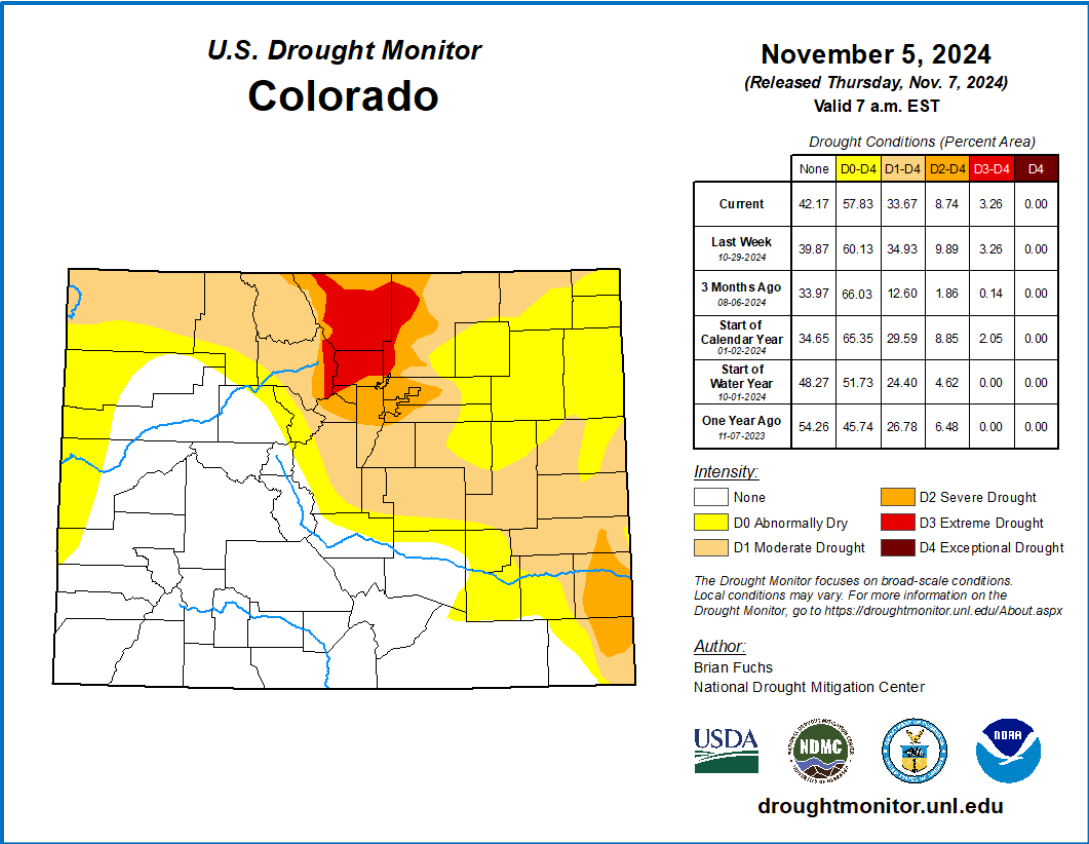 U.S. Drought Monitor
Colorado
November 5, 2024
(Released Thursday, Nov. 7, 2024)
Valid 7 a.m. EST
Drought Conditions (Percent Area)
None D0-D4 D1-D4 D2-D4 D3-D4 D4
Current 42.17 57.83 33.67 8.74 3.26 0.00
Last Week
10-29-2024 39.87 60.13 34.93 9.89 3.26 0.00
3 Months Ago
08-06-2024 33.97 66.03 12.60 1.86 0.14 0.00
Start of
Calendar Year
01-02-2024 34.65 65.35 29.59 8.85 2.05 0.00
Start of
Water Year
10-01-2024 48.27 51.73 24.40 4.62 0.00 0.00
One Year Ago
11-07-2023 54.26 45.74 26.78 6.48 0.00 0.00
Intensity:
None
D0 Abnormally Dry
D1 Moderate Drought
D2 Severe Drought
D3 Extreme Drought
D4 Exceptional Drought
The Drought Monitor focuses on broad-scale conditions.
Local conditions may vary. For more information on the
Drought Monitor, go to https://droughtmonitor.unl.edu/About.aspx
Author:
Brian Fuchs
National Drought Mitigation Center
USDA
NDMC
NOAA
droughtmonitor.unl.edu